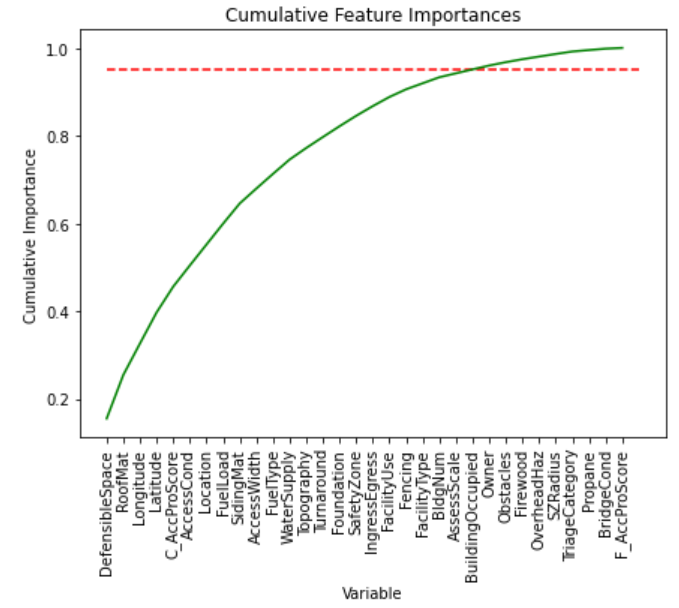 Cumulative Feature Importances
Cumulative Importance
1.0
0.8
0.6
0.4
0.2
DefensibleSpace
RoofMat
Longitude
Latitude
C_AccProScore
AccessCond
Location
FuelLoad
SidingMat
AccessWidth
FuelType
WaterSupply
Topography
Turnaround
Foundation
SafetyZone
IngressEgress
FacilityUse
Fencing
FacilityType
BldgNum
AssessScale
BuildingOccupied
Owner
Obstacles
Firewood
OverheadHaz
SZRadius
TriageCategory
Propane
BridgeCond
F_AccProScore
Variable